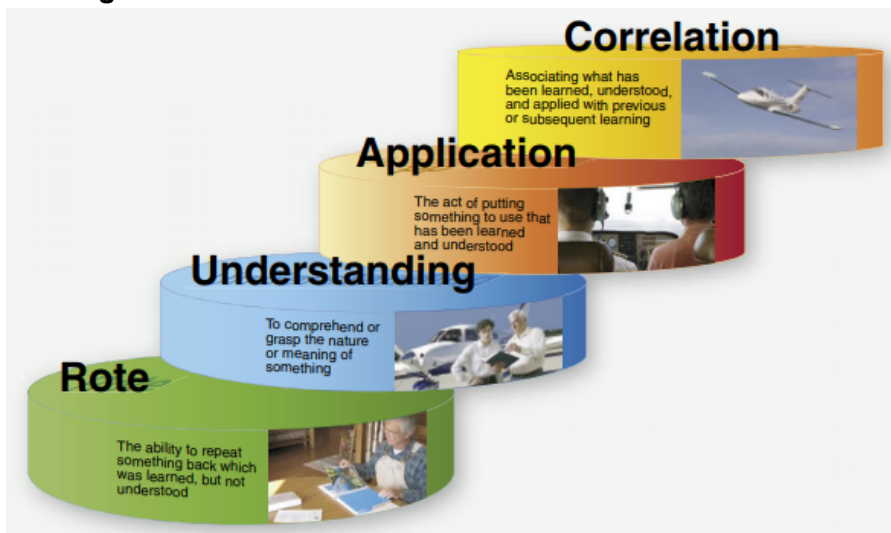 Correlation
Associating what has
been learned, understood,
and applied with previous
or subsequent learning
Application
The act of putting
something to use that
has been learned
and understood
Understanding
To comprehend or
grasp the nature
or meaning of
something
Rote
The ability to repeat
something back which
was learned, but not
understood